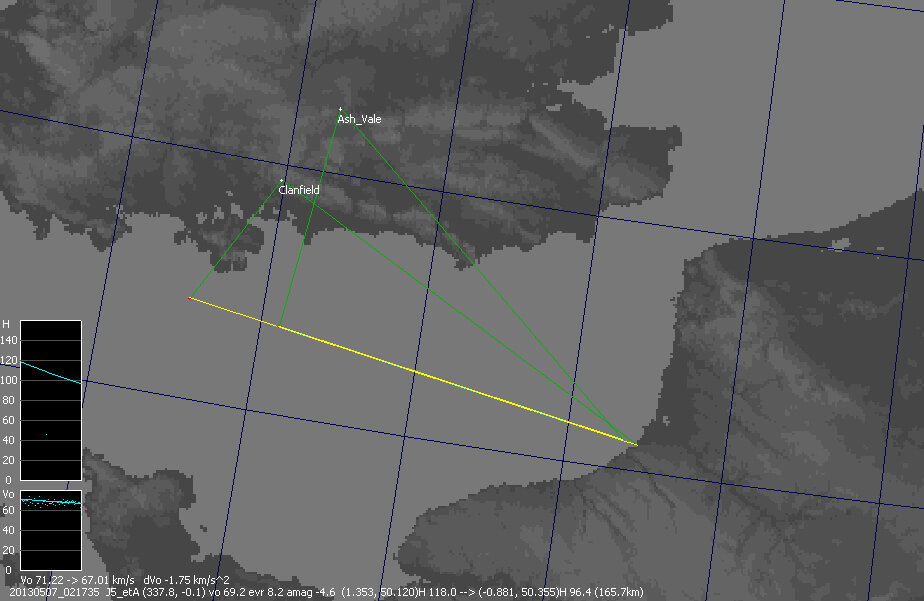 Ash_Vale
Clanfield
H
140
120
100
80
60
40
20
0
Vo
60
40
20
0
Vo 71.22 -> 67.01 km/s dVo -1.75 km/s^2
20130507_021735 J5_etA (337.8, -0.1) vo 69.2 evr 8.2 amag -4.6 (1.353, 50.120)H 118.0 --> (-0.881, 50.355)H 96.4 (165.7km)